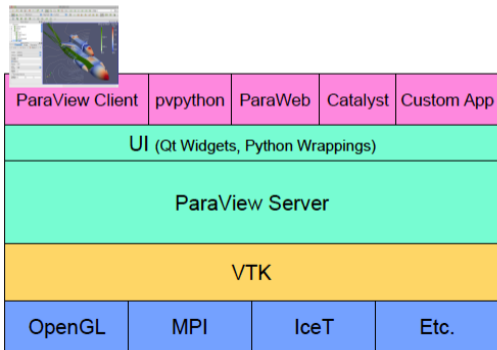 ParaView Client pvpython ParaWeb Catalyst Custom App
UI (Qt Widgets, Python Wrappings)
ParaView Server
VTK
OpenGL MPI IceT Etc.